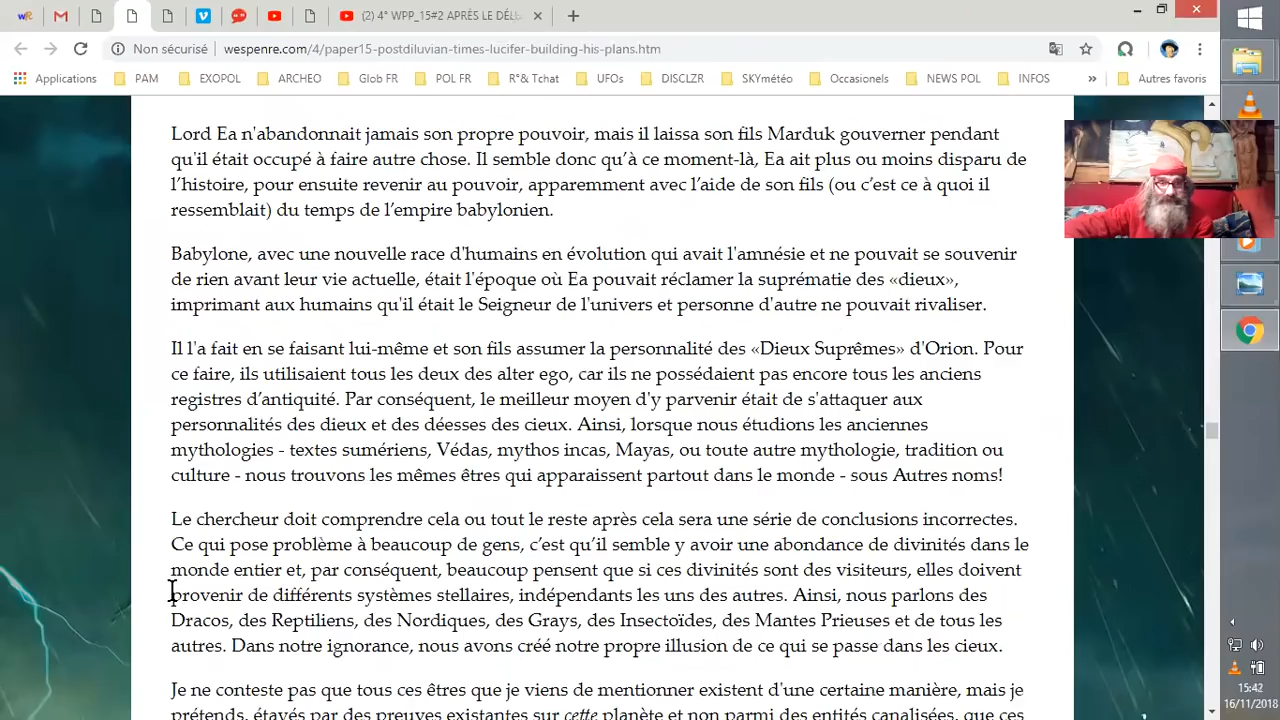 (2) 4° WPP_15#2 APRÈS LE DÉL
Non sécurisé | wespenre.com/4/paper15-postdiluvian-times-lucifer-building-his-plans.htm
Applications PAM EXOPOL ARCHEO Glob FR POL FR R°& Tchat UFOs DISCLZR SKYmétéo Occasionels NEWS POL INFOS » Autres favoris
Lord Ea n'abandonnait jamais son propre pouvoir, mais il laissa son fils Marduk gouverner pendant
qu'il était occupé à faire autre chose. Il semble donc qu’à ce moment-là, Ea ait plus ou moins disparu de
l’histoire, pour ensuite revenir au pouvoir, apparemment avec l’aide de son fils (ou c’est ce à quoi il
ressemblait) du temps de l’empire babylonien.
Babylone, avec une nouvelle race d'humains en évolution qui avait l'amnésie et ne pouvait se souvenir
de rien avant leur vie actuelle, était l'époque où Ea pouvait réclamer la suprématie des «dieux»,
imprimant aux humains qu'il était le Seigneur de l'univers et personne d'autre ne pouvait rivaliser.
Il l'a fait en se faisant lui-même et son fils assumer la personnalité des «Dieux Suprêmes» d'Orion. Pour
ce faire, ils utilisaient tous les deux des alter ego, car ils ne possédaient pas encore tous les anciens
registres d’antiquité. Par conséquent, le meilleur moyen d'y parvenir était de s'attaquer aux
personnalités des dieux et des déesses des cieux. Ainsi, lorsque nous étudions les anciennes
mythologies - textes sumériens, Védas, mythos incas, Mayas, ou toute autre mythologie, tradition ou
culture - nous trouvons les mêmes êtres qui apparaissent partout dans le monde - sous Autres noms!
Le chercheur doit comprendre cela ou tout le reste après cela sera une série de conclusions incorrectes.
Ce qui pose problème à beaucoup de gens, c’est qu’il semble y avoir une abondance de divinités dans le
monde entier et, par conséquent, beaucoup pensent que si ces divinités sont des visiteurs, elles doivent
provenir de différents systèmes stellaires, indépendants les uns des autres. Ainsi, nous parlons des
Dracos, des Reptiliens, des Nordiques, des Grays, des Insectoïdes, des Mantes Prieuses et de tous les
autres. Dans notre ignorance, nous avons créé notre propre illusion de ce qui se passe dans les cieux.
Je ne conteste pas que tous ces êtres que je viens de mentionner existent d'une certaine manière, mais je
prétends, étayés par des preuves existantes sur cette planète et non parmi des entités canalisées, que ces
15:42
16/11/2018